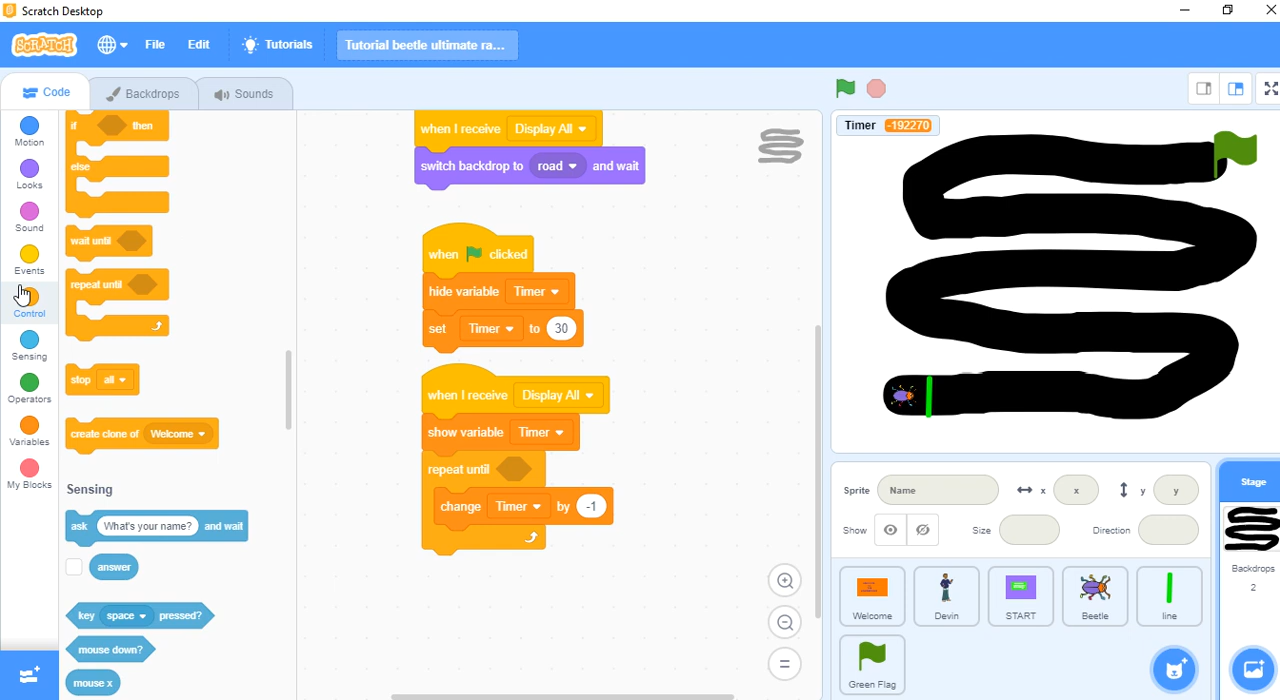 Scratch Desktop
SCRATCH File Edit Tutorials Tutorial beetle ultimate ra...
Code Backdrops Sounds
Motion
Looks
Sound
Events
Control
Sensing
Operators
Variables
My Blocks
if then
else
wait until
repeat until
stop all
create clone of Welcome
Sensing
ask What's your name? and wait
answer
key space pressed?
mouse down?
mouse x
when I receive Display All
switch backdrop to road and wait
when clicked
hide variable Timer
set Timer to 30
when I receive Display All
show variable Timer
repeat until
change Timer by -1
Timer -192270
Sprite Name x x y y
Show Size Direction
Welcome Devin START Beetle line
Green Flag
Stage
Backdrops
2